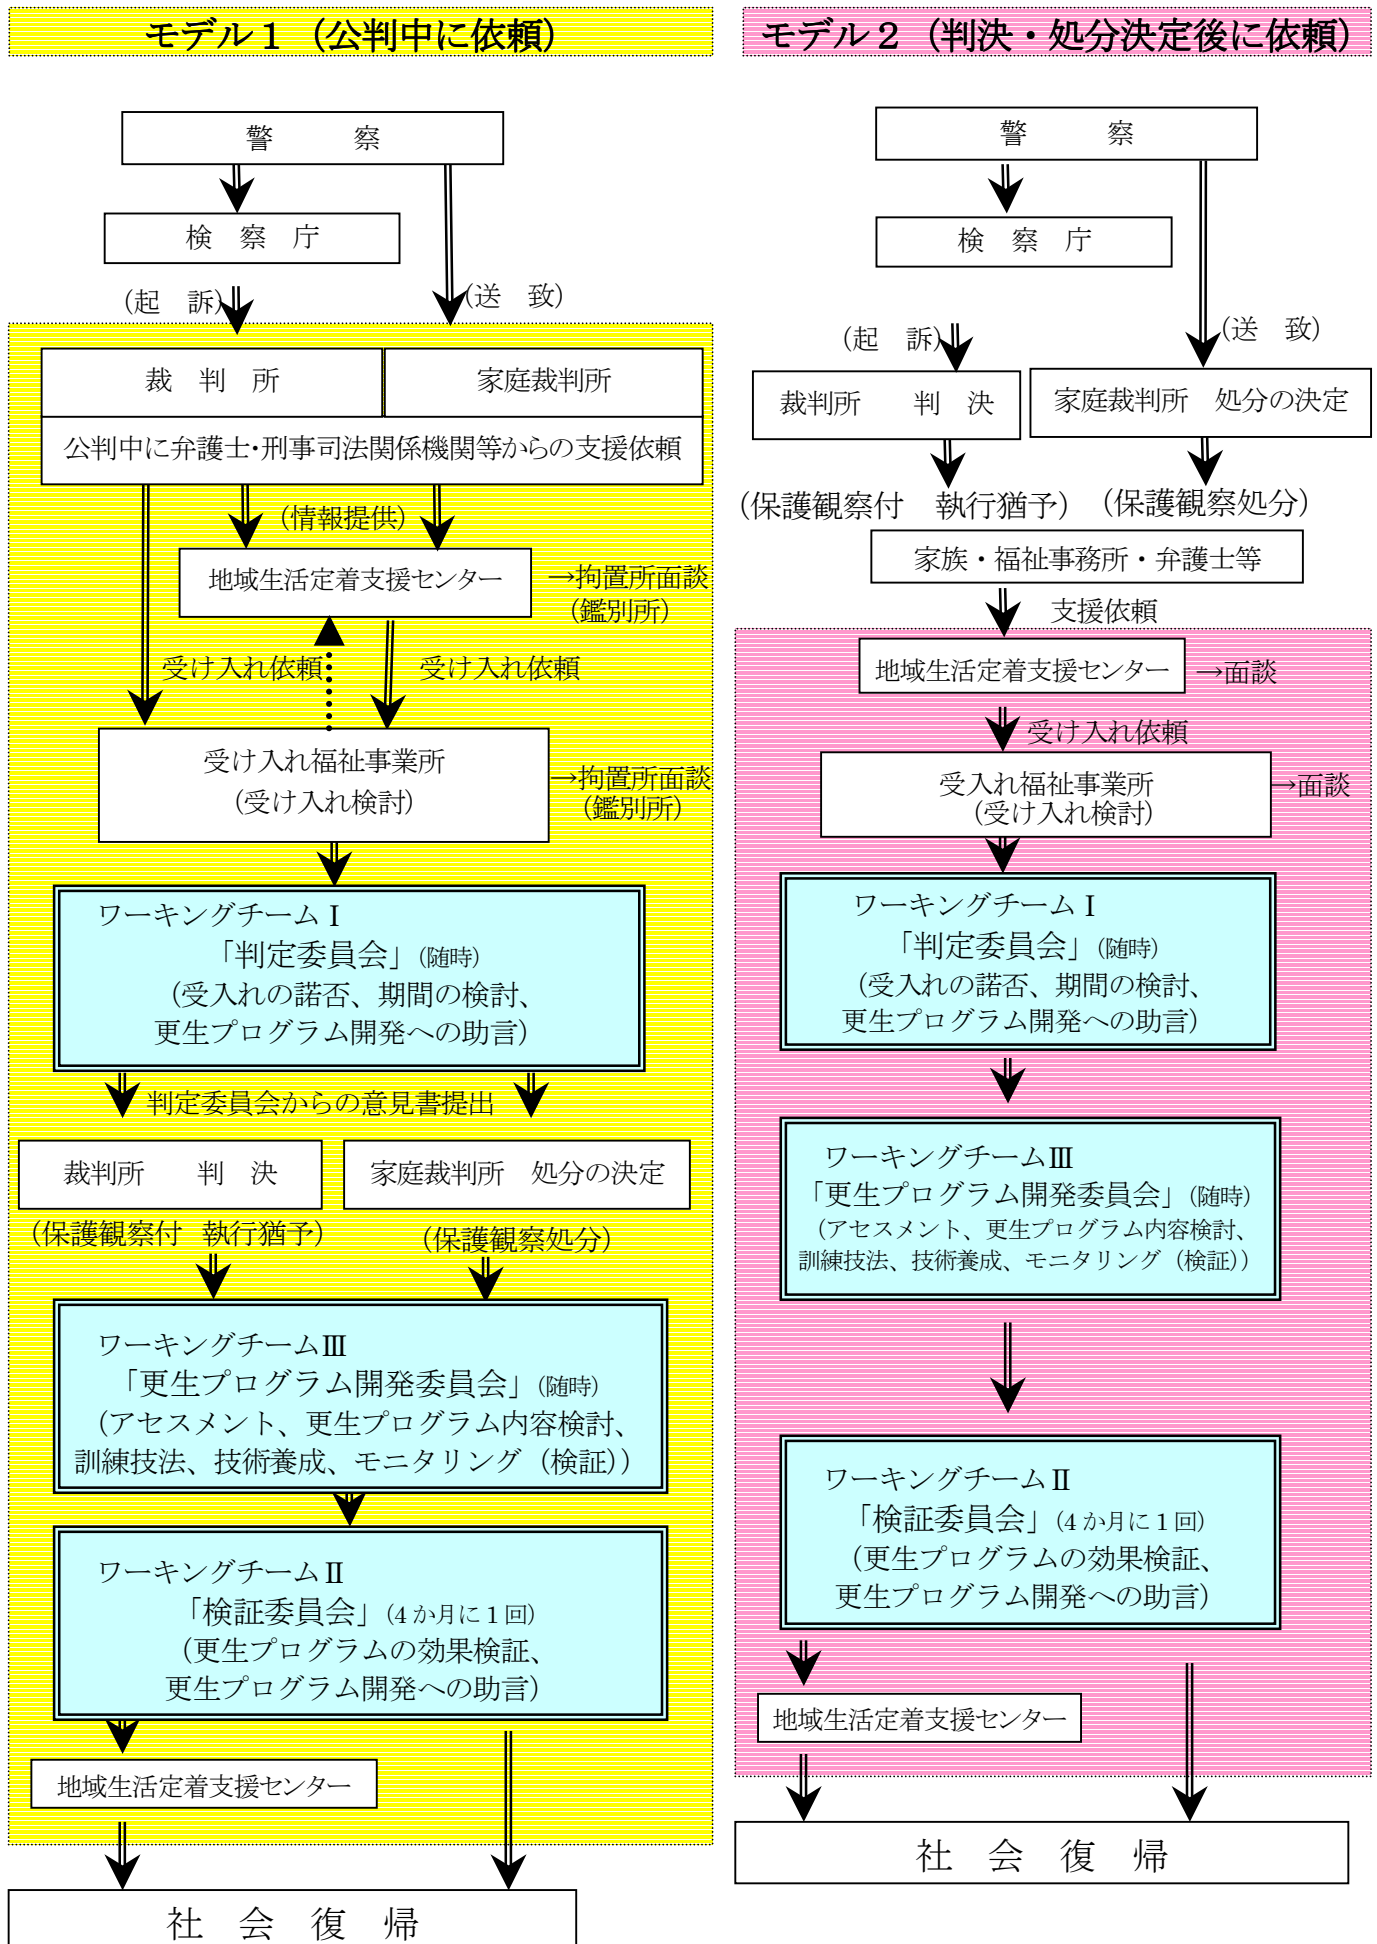 モデル１（公判中に依頼）
警　　　察
検　察　庁
（起　訴）
（送　致）
裁　判　所
家庭裁判所
公判中に弁護士・刑事司法関係機関等からの支援依頼
（情報提供）
地域生活定着支援センター
→拘置所面談
（鑑別所）
受け入れ依頼
受け入れ依頼
受け入れ福祉事業所
（受け入れ検討）
→拘置所面談
（鑑別所）
ワーキングチームⅠ
「判定委員会」（随時）
（受入れの諾否、期間の検討、
更生プログラム開発への助言）
判定委員会からの意見書提出
裁判所　　判　決
家庭裁判所　処分の決定
（保護観察付　執行猶予）
（保護観察処分）
ワーキングチームⅢ
「更生プログラム開発委員会」（随時）
（アセスメント、更生プログラム内容検討、
訓練技法、技術養成、モニタリング（検証））
ワーキングチームⅡ
「検証委員会」（4か月に１回）
（更生プログラムの効果検証、
更生プログラム開発への助言）
地域生活定着支援センター
社　会　復　帰
モデル２（判決・処分決定後に依頼）
警　　　察
検　察　庁
（起　訴）
（送　致）
裁判所　　判　決
家庭裁判所　処分の決定
（保護観察付　執行猶予）
（保護観察処分）
家族・福祉事務所・弁護士等
支援依頼
地域生活定着支援センター
→面談
受け入れ依頼
受入れ福祉事業所
（受け入れ検討）
→面談
ワーキングチームⅠ
「判定委員会」（随時）
（受入れの諾否、期間の検討、
更生プログラム開発への助言）
ワーキングチームⅢ
「更生プログラム開発委員会」（随時）
（アセスメント、更生プログラム内容検討、
訓練技法、技術養成、モニタリング（検証））
ワーキングチームⅡ
「検証委員会」（4か月に１回）
（更生プログラムの効果検証、
更生プログラム開発への助言）
地域生活定着支援センター
社　会　復　帰